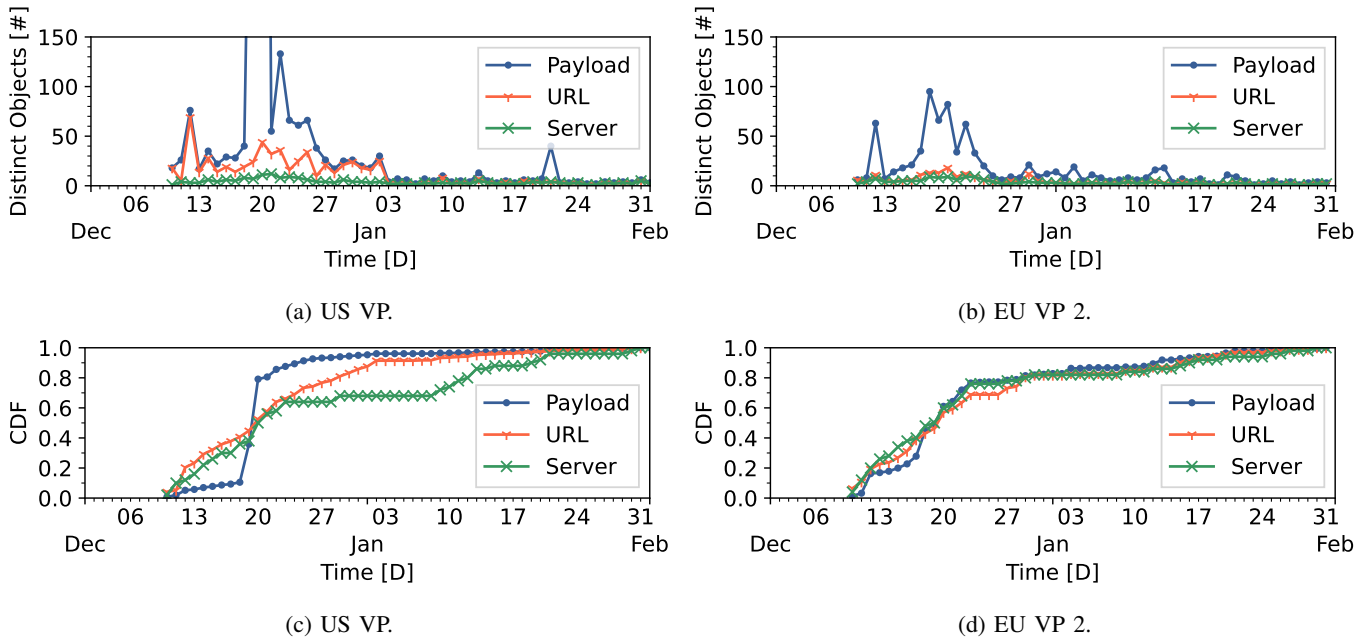 Distinct Objects [#]
150
100
50
0
Payload
URL
Server
06 13 20 27 03 10 17 24 31
Dec Jan Feb
Time [D]
(a) US VP.
Distinct Objects [#]
150
100
50
0
Payload
URL
Server
06 13 20 27 03 10 17 24 31
Dec Jan Feb
Time [D]
(b) EU VP 2.
CDF
1.0
0.8
0.6
0.4
0.2
0.0
Payload
URL
Server
06 13 20 27 03 10 17 24 31
Dec Jan Feb
Time [D]
(c) US VP.
CDF
1.0
0.8
0.6
0.4
0.2
0.0
Payload
URL
Server
06 13 20 27 03 10 17 24 31
Dec Jan Feb
Time [D]
(d) EU VP 2.